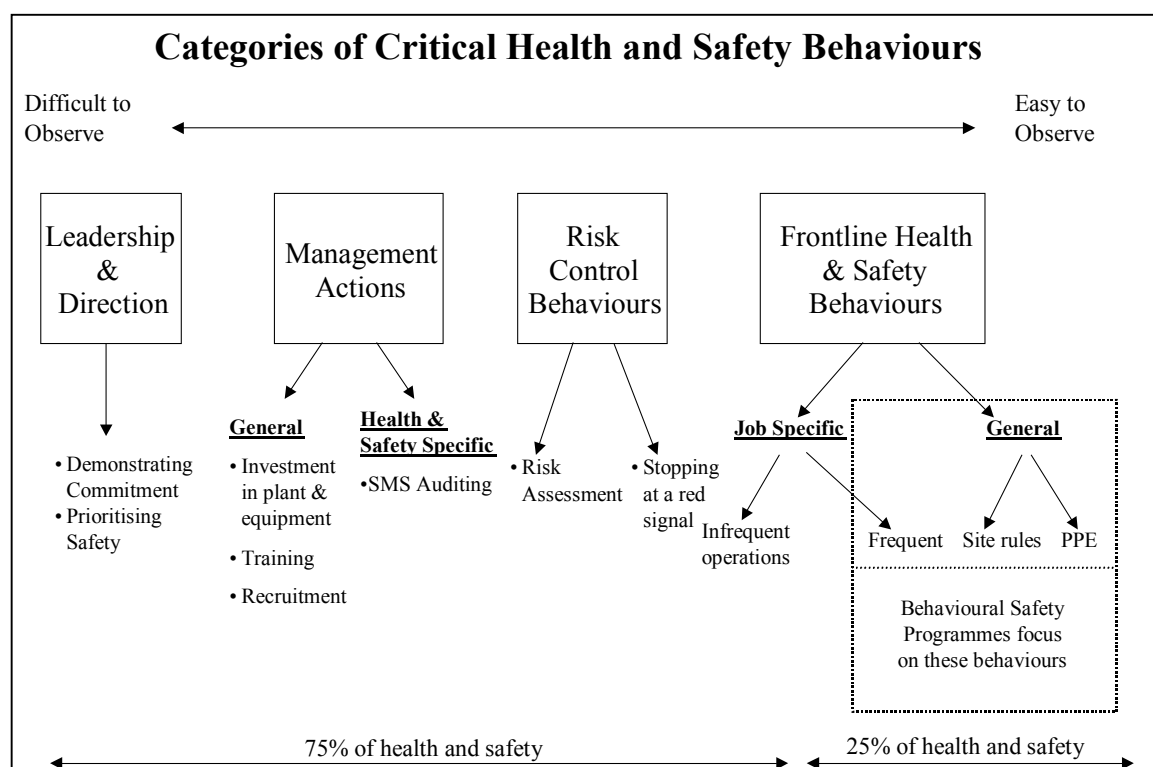 Categories of Critical Health and Safety Behaviours
Difficult to
Observe
Easy to
Observe
Leadership
&
Direction
Management
Actions
Risk
Control
Behaviours
Frontline Health
& Safety
Behaviours
• Demonstrating
Commitment
• Prioritising
Safety
General
• Investment
in plant &
equipment
• Training
• Recruitment
Health &
Safety Specific
•SMS Auditing
• Risk
Assessment
• Stopping
at a red
signal
Job Specific
Infrequent
operations
Frequent
General
Site rules
PPE
Behavioural Safety
Programmes focus
on these behaviours
75% of health and safety
25% of health and safety